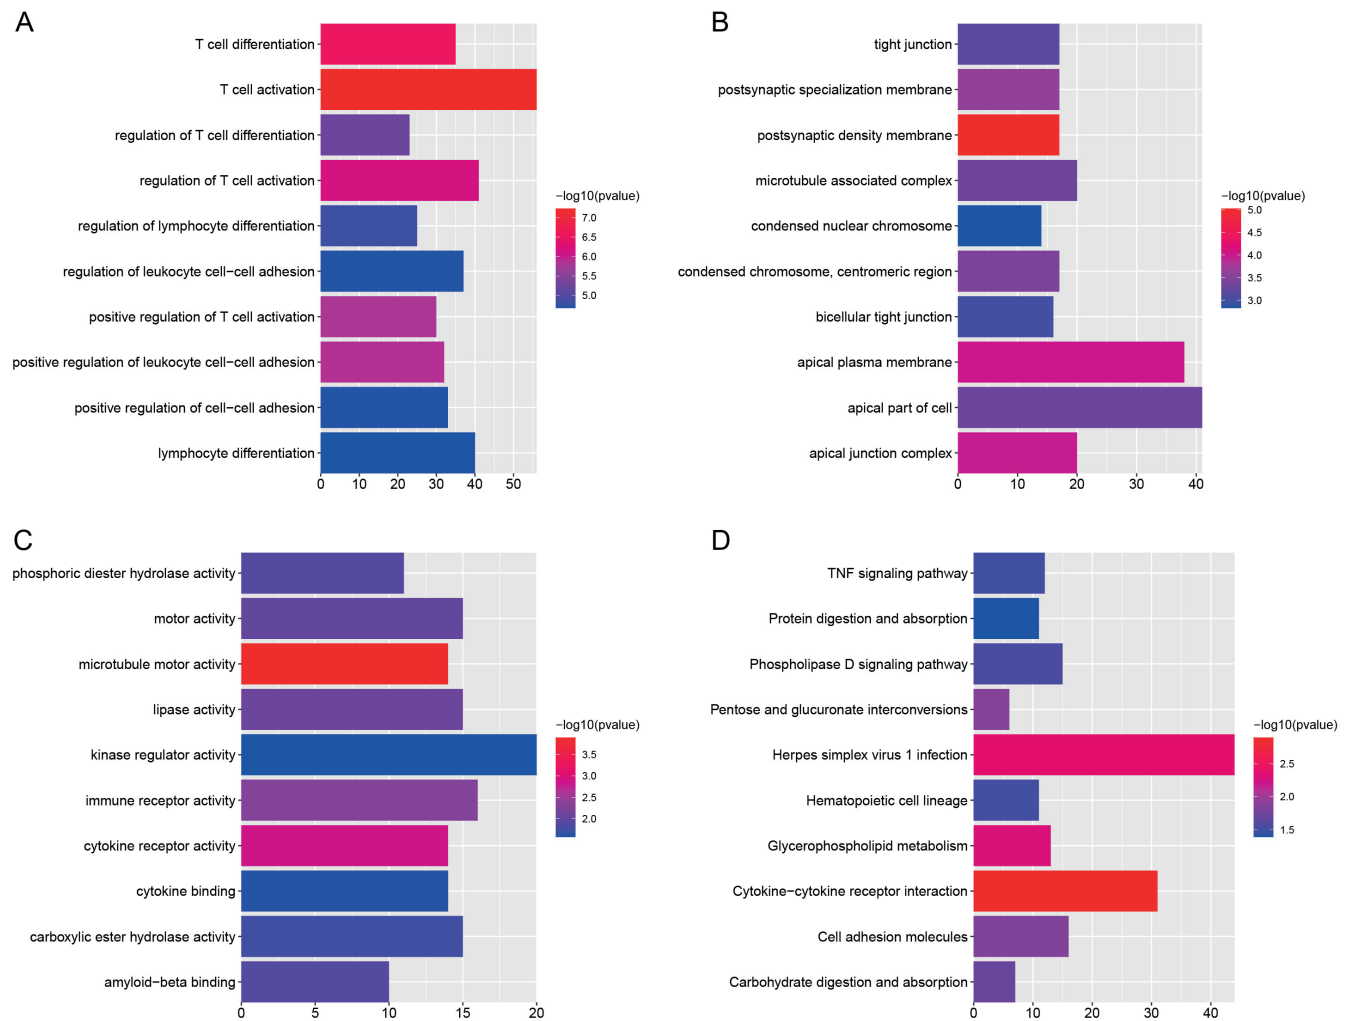 A
T cell differentiation
T cell activation
regulation of T cell differentiation
regulation of T cell activation
regulation of lymphocyte differentiation
regulation of leukocyte cell−cell adhesion
positive regulation of T cell activation
positive regulation of leukocyte cell−cell adhesion
positive regulation of cell−cell adhesion
lymphocyte differentiation
0 10 20 30 40 50
−log10(pvalue)
7.0
6.5
6.0
5.5
5.0
B
tight junction
postsynaptic specialization membrane
postsynaptic density membrane
microtubule associated complex
condensed nuclear chromosome
condensed chromosome, centromeric region
bicellular tight junction
apical plasma membrane
apical part of cell
apical junction complex
0 10 20 30 40
−log10(pvalue)
5.0
4.5
4.0
3.5
3.0
C
phosphoric diester hydrolase activity
motor activity
microtubule motor activity
lipase activity
kinase regulator activity
immune receptor activity
cytokine receptor activity
cytokine binding
carboxylic ester hydrolase activity
amyloid−beta binding
0 5 10 15 20
−log10(pvalue)
3.5
3.0
2.5
2.0
D
TNF signaling pathway
Protein digestion and absorption
Phospholipase D signaling pathway
Pentose and glucuronate interconversions
Herpes simplex virus 1 infection
Hematopoietic cell lineage
Glycerophospholipid metabolism
Cytokine−cytokine receptor interaction
Cell adhesion molecules
Carbohydrate digestion and absorption
0 10 20 30 40
−log10(pvalue)
2.5
2.0
1.5